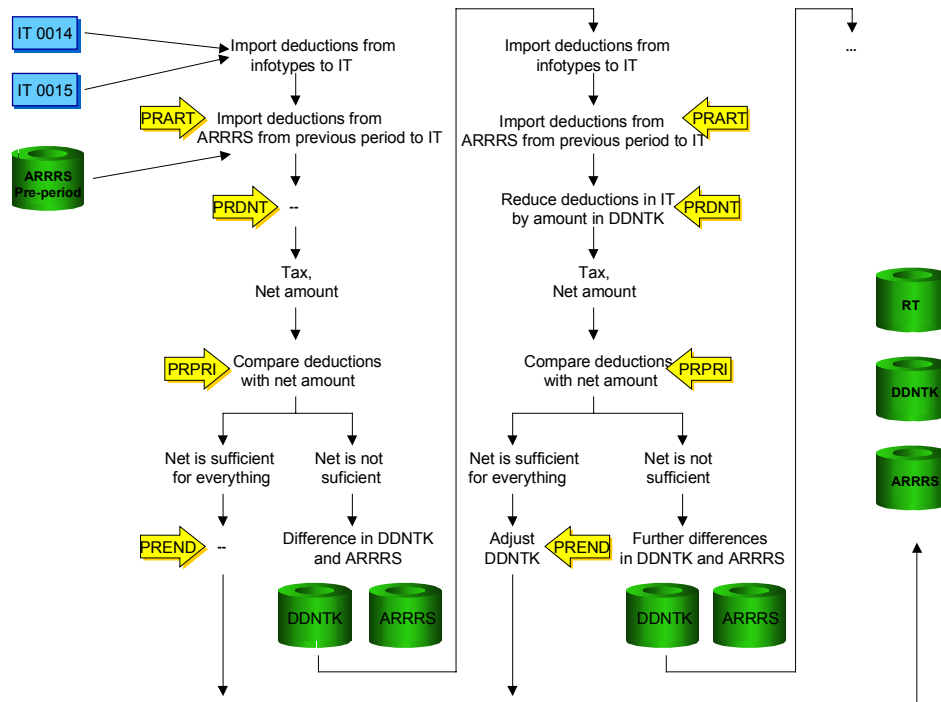 IT 0014
IT 0015
ARRRS
Pre-period
Import deductions from
infotypes to IT
PRART
Import deductions from
ARRRS from previous period to IT
PRDNT
--
Tax,
Net amount
PRPRI
Compare deductions
with net amount
Net is sufficient
for everything
Net is not
suficient
PREND
--
Difference in DDNTK
and ARRRS
DDNTK
ARRRS
Import deductions from
infotypes to IT
Import deductions from
ARRRS from previous period to IT
PRART
Reduce deductions in IT
by amount in DDNTK
PRDNT
Tax,
Net amount
Compare deductions
with net amount
PRPRI
Net is sufficient
for everything
Net is not
sufficient
Adjust
DDNTK
PREND
Further differences
in DDNTK and ARRRS
DDNTK
ARRRS
...
RT
DDNTK
ARRRS